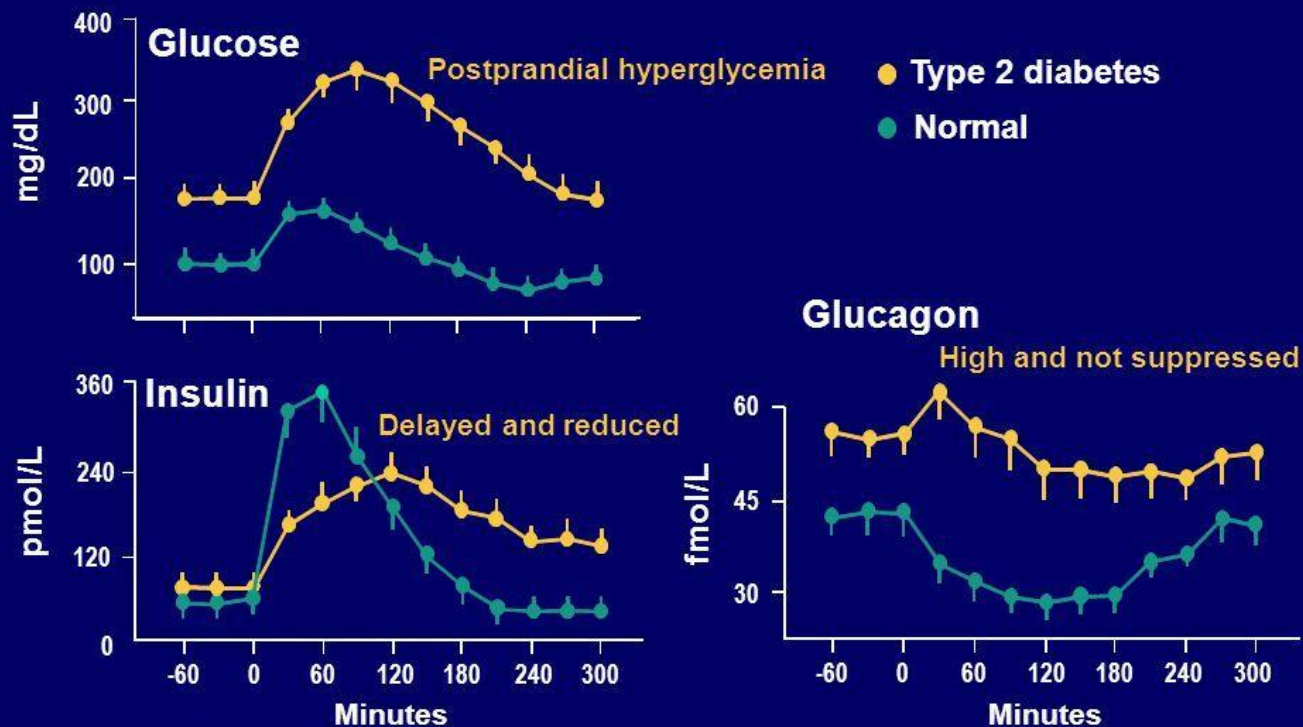 Glucose
Postprandial hyperglycemia
Type 2 diabetes
Normal
mg/dL
400
300
200
100
Insulin
Delayed and reduced
pmol/L
360
240
120
0
-60 0 60 120 180 240 300
Minutes
Glucagon
High and not suppressed
fmol/L
60
45
30
-60 0 60 120 180 240 300
Minutes